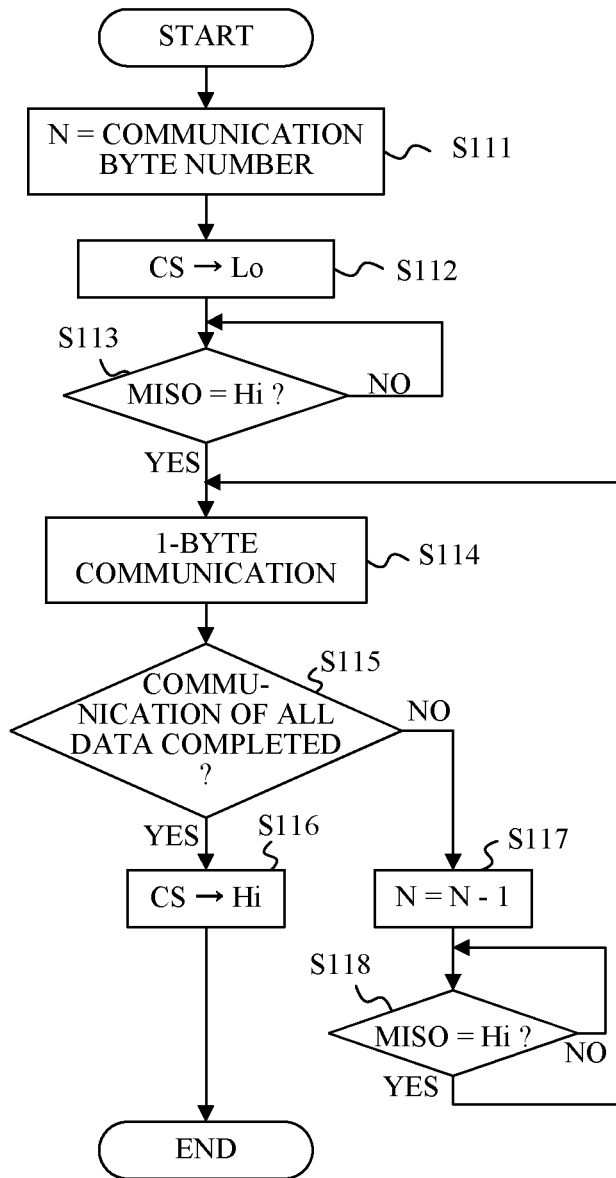 START
N = COMMUNICATION
BYTE NUMBER
S111
CS → Lo
S112
S113
MISO = Hi ?
NO
YES
1-BYTE
COMMUNICATION
S114
S115
COMMU-
NICATION OF ALL
DATA COMPLETED
?
NO
YES
S116
CS → Hi
S117
N = N - 1
S118
MISO = Hi ?
NO
YES
END